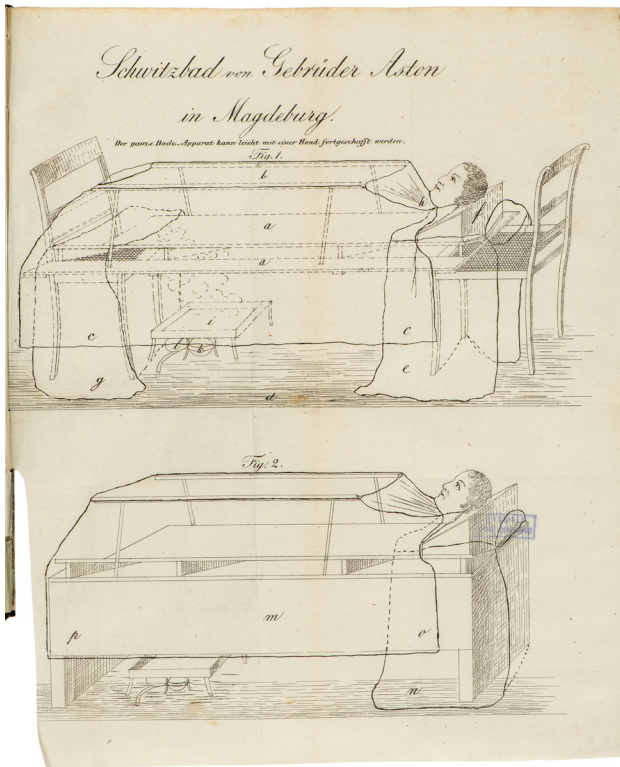 Schwitzbad von Gebrüder Aston
in Magdeburg.
Der ganze Bade-Apparat kann leicht mit einer Hand fortgeschafft werden.
Fig. 1.
b
h
f
a
a
i
c
c
l
k
g
e
d
Fig. 2.
m
p
o
n